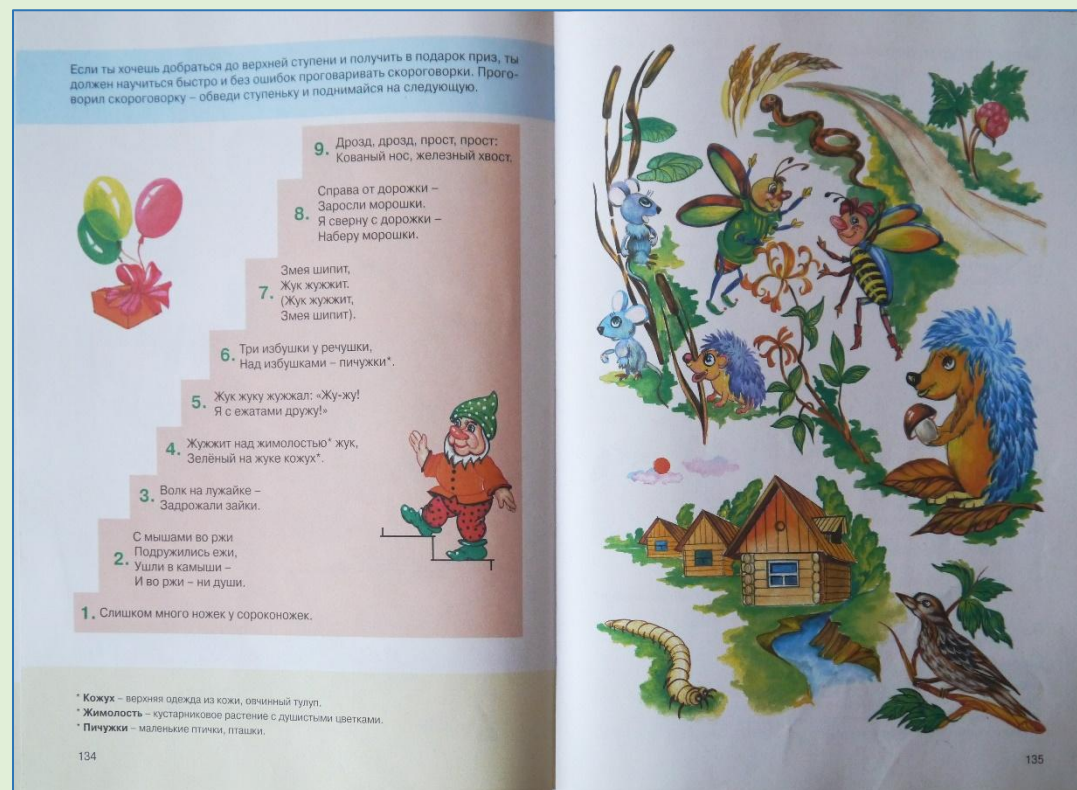 Если ты хочешь добраться до верхней ступени и получить в подарок приз, ты
должен научиться быстро и без ошибок проговаривать скороговорки. Прого-
ворил скороговорку – обведи ступеньку и поднимайся на следующую.
9. Дрозд, дрозд, прост, прост:
Кованый нос, железный хвост.
Справа от дорожки –
Заросли морошки.
8. Я сверну с дорожки –
Наберу морошки.
Змея шипит,
Жук жужжит.
7. (Жук жужжит,
Змея шипит).
6. Три избушки у речушки,
Над избушками – пичужки*.
5. Жук жуку жужжал: «Жу-жу!
Я с ежатами дружу!»
4. Жужжит над жимолостью* жук,
Зелёный на жуке кожух*.
3. Волк на лужайке –
Задрожали зайки.
С мышами во ржи
Подружились ежи,
2. Ушли в камыши –
И во ржи – ни души.
1. Слишком много ножек у сороконожек.
* Кожух – верхняя одежда из кожи, овчинный тулуп.
* Жимолость – кустарниковое растение с душистыми цветками.
* Пичужки – маленькие птички, пташки.
134
135